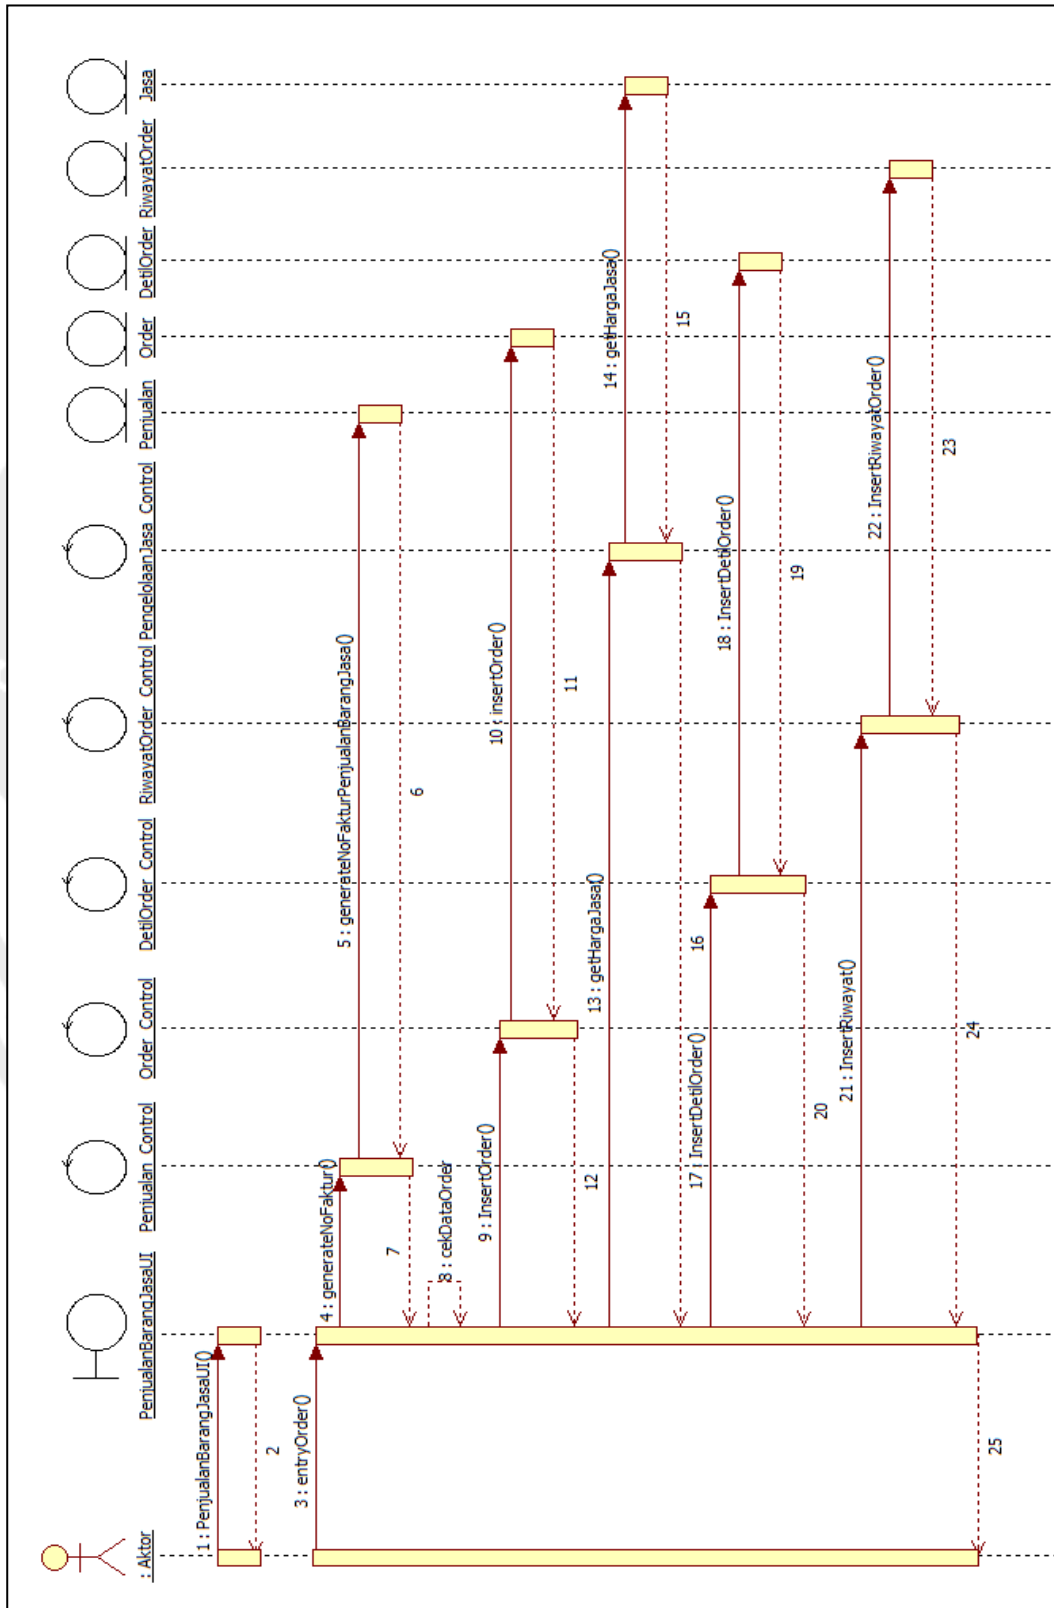 : Aktor
PenjualanBarangJasaUI
Penjualan Control
Order Control
DetilOrder Control
RiwayatOrder Control
PengelolaanJasa Control
Penjualan
Order
DetilOrder
RiwayatOrder
Jasa
1 : PenjualanBarangJasaUI()
2
3 : entryOrder()
4 : generateNoFaktur()
5 : generateNoFakturPenjualanBarangJasa()
6
7
8 : cekDataOrder
9 : InsertOrder()
10 : insertOrder()
11
12
13 : getHargaJasa()
14 : getHargaJasa()
15
16
17 : InsertDetilOrder()
18 : InsertDetilOrder()
19
20
21 : InsertRiwayat()
22 : InsertRiwayatOrder()
23
24
25